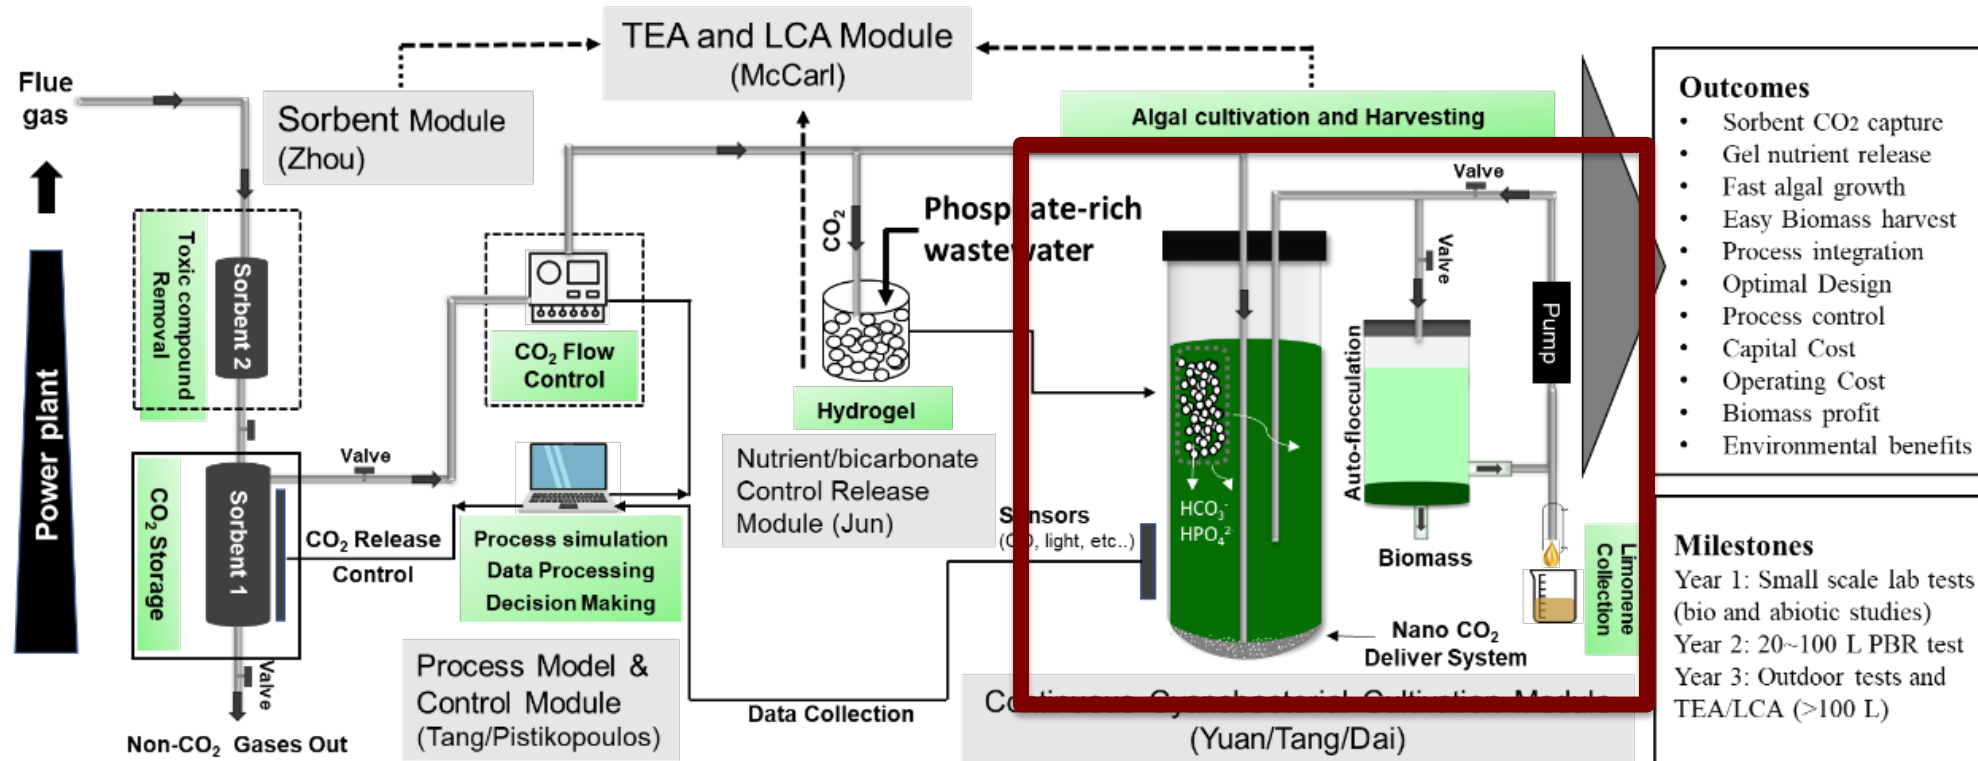 TEA and LCA Module
(McCarl)
Flue
gas
Sorbent Module
(Zhou)
Algal cultivation and Harvesting
Power plant
Toxic compound
Removal
Sorbent 2
CO2 Storage
Sorbent 1
Valve
Valve
Non-CO2 Gases Out
CO2 Flow
Control
CO2 Release
Control
Process simulation
Data Processing
Decision Making
Process Model &
Control Module
(Tang/Pistikopoulos)
Data Collection
CO2
Phosphate-rich
wastewater
Hydrogel
Nutrient/bicarbonate
Control Release
Module (Jun)
Sensors
light, etc..)
HCO3-
HPO42-
Valve
Valve
Pump
Auto-flocculation
Biomass
Limonene
Collection
Nano CO2
Deliver System
Continuous Cyanobacterial Cultivation Module
(Yuan/Tang/Dai)
Outcomes
• Sorbent CO2 capture
• Gel nutrient release
• Fast algal growth
• Easy Biomass harvest
• Process integration
• Optimal Design
• Process control
• Capital Cost
• Operating Cost
• Biomass profit
• Environmental benefits
Milestones
Year 1: Small scale lab tests
(bio and abiotic studies)
Year 2: 20~100 L PBR test
Year 3: Outdoor tests and
TEA/LCA (>100 L)